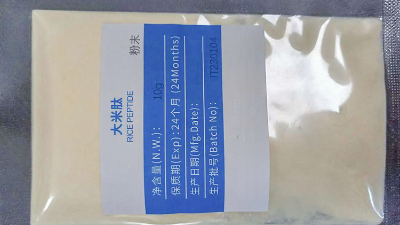 大米肽
RICE PEPTIDE
粉末
净含量(N.W.)： 10g
保质期(Exp):24个月 (24Months)
生产日期(Mfg.Date)：
生产批号(Batch No)：